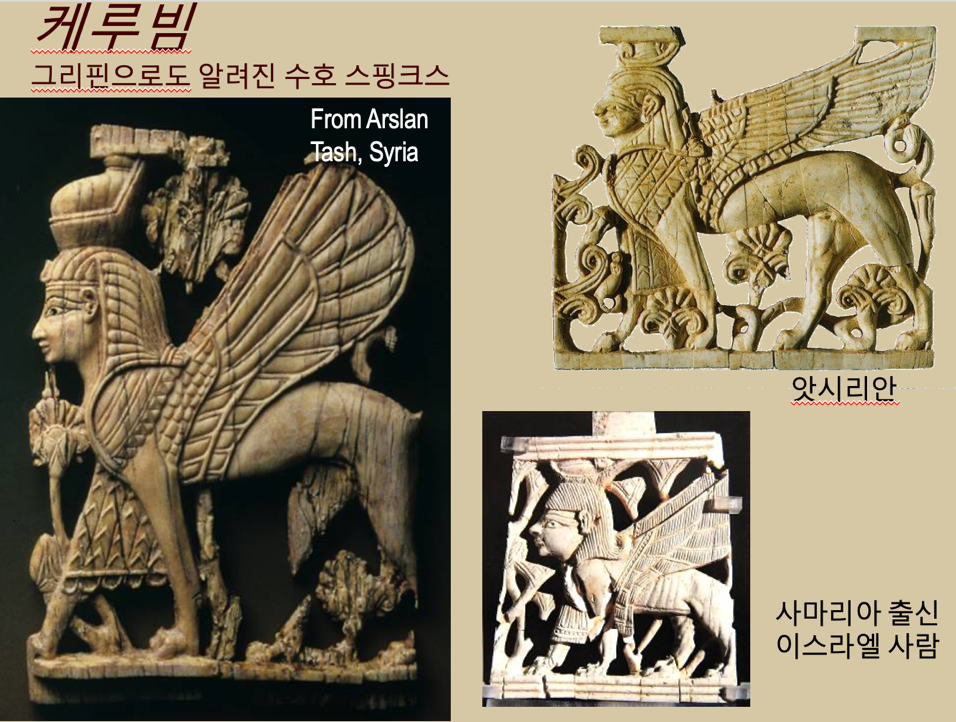 케루빔
그리핀으로도 알려진 수호 스핑크스
From Arslan
Tash, Syria
앗시리안
사마리아 출신
이스라엘 사람